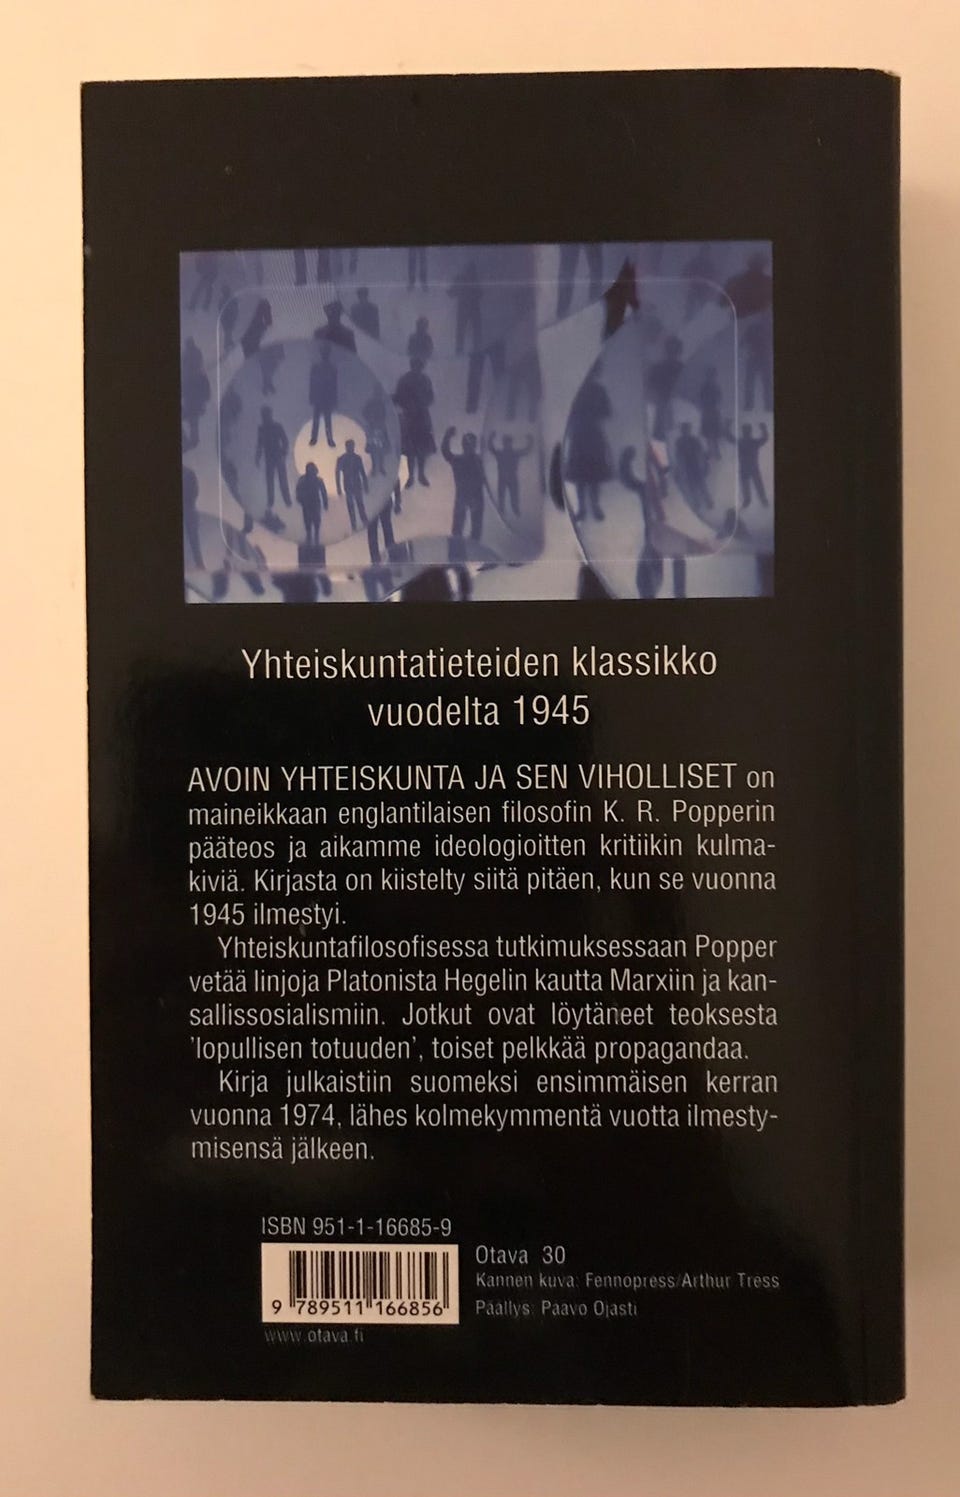 Yhteiskuntatieteiden klassikko
vuodelta 1945
AVOIN YHTEISKUNTA JA SEN VIHOLLISET on
maineikkaan englantilaisen filosofin K. R. Popperin
pääteos ja aikamme ideologioitten kritiikin kulma-
kiviä. Kirjasta on kiistelty siitä pitäen, kun se vuonna
1945 ilmestyi.
Yhteiskuntafilosofisessa tutkimuksessaan Popper
vetää linjoja Platonista Hegelin kautta Marxiin ja kan-
sallissosialismiin. Jotkut ovat löytäneet teoksesta
'lopullisen totuuden', toiset pelkkää propagandaa.
Kirja julkaistiin suomeksi ensimmäisen kerran
vuonna 1974, lähes kolmekymmentä vuotta ilmesty-
misensä jälkeen.
ISBN 951-1-16685-9
9 789511 166856
www.otava.fi
Otava 30
Kannen kuva: Fennopress/Arthur Tress
Päällys: Paavo Ojasti